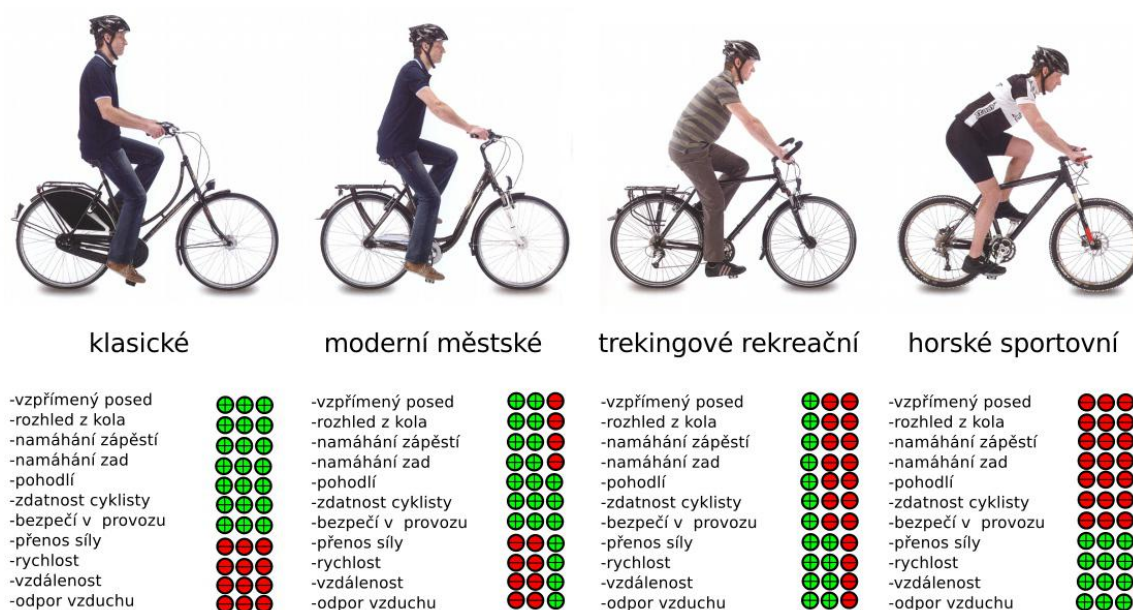 klasické
-vzpřímený posed
-rozhled z kola
-namáhání zápěstí
-namáhání zad
-pohodlí
-zdatnost cyklisty
-bezpečí v provozu
-přenos síly
-rychlost
-vzdálenost
-odpor vzduchu
moderní městské
-vzpřímený posed
-rozhled z kola
-namáhání zápěstí
-namáhání zad
-pohodlí
-zdatnost cyklisty
-bezpečí v provozu
-přenos síly
-rychlost
-vzdálenost
-odpor vzduchu
trekingové rekreační
-vzpřímený posed
-rozhled z kola
-namáhání zápěstí
-namáhání zad
-pohodlí
-zdatnost cyklisty
-bezpečí v provozu
-přenos síly
-rychlost
-vzdálenost
-odpor vzduchu
horské sportovní
-vzpřímený posed
-rozhled z kola
-namáhání zápěstí
-namáhání zad
-pohodlí
-zdatnost cyklisty
-bezpečí v provozu
-přenos síly
-rychlost
-vzdálenost
-odpor vzduchu